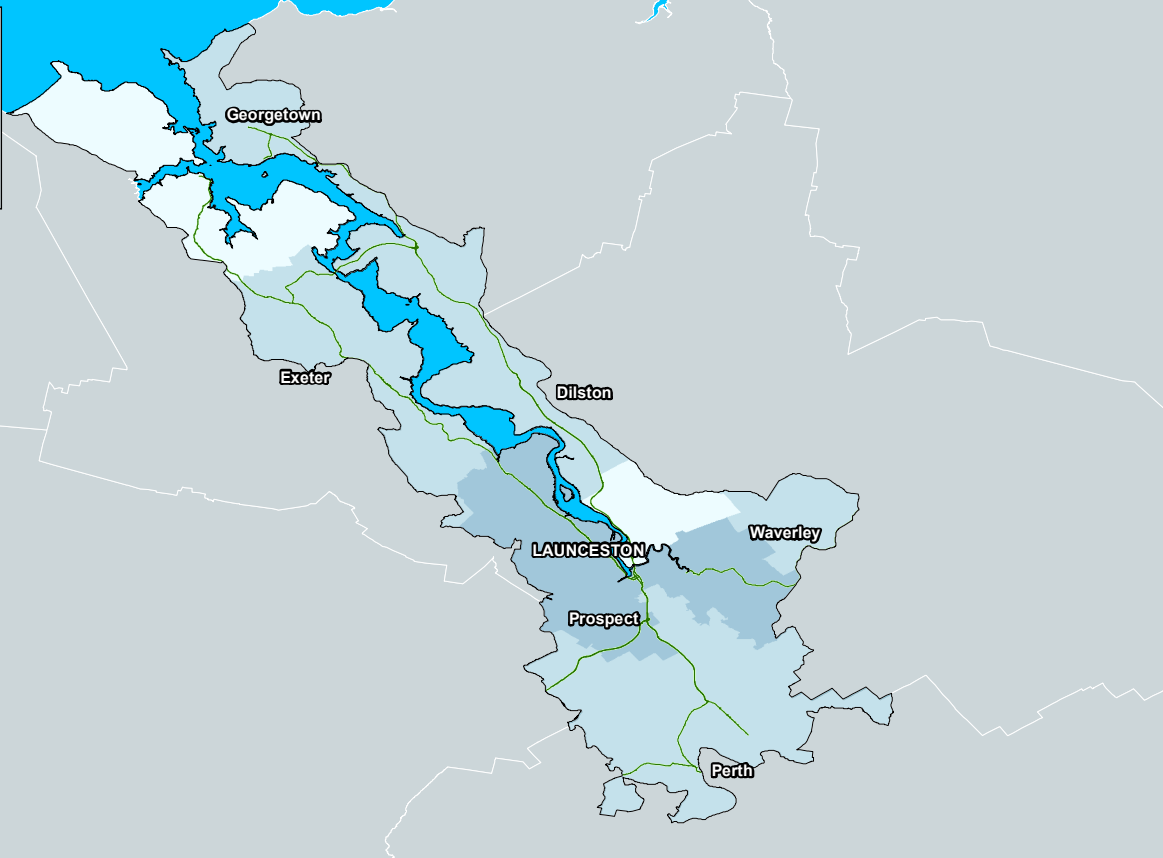 Georgetown
Exeter
Dilston
Waverley
LAUNCESTON
Prospect
Perth